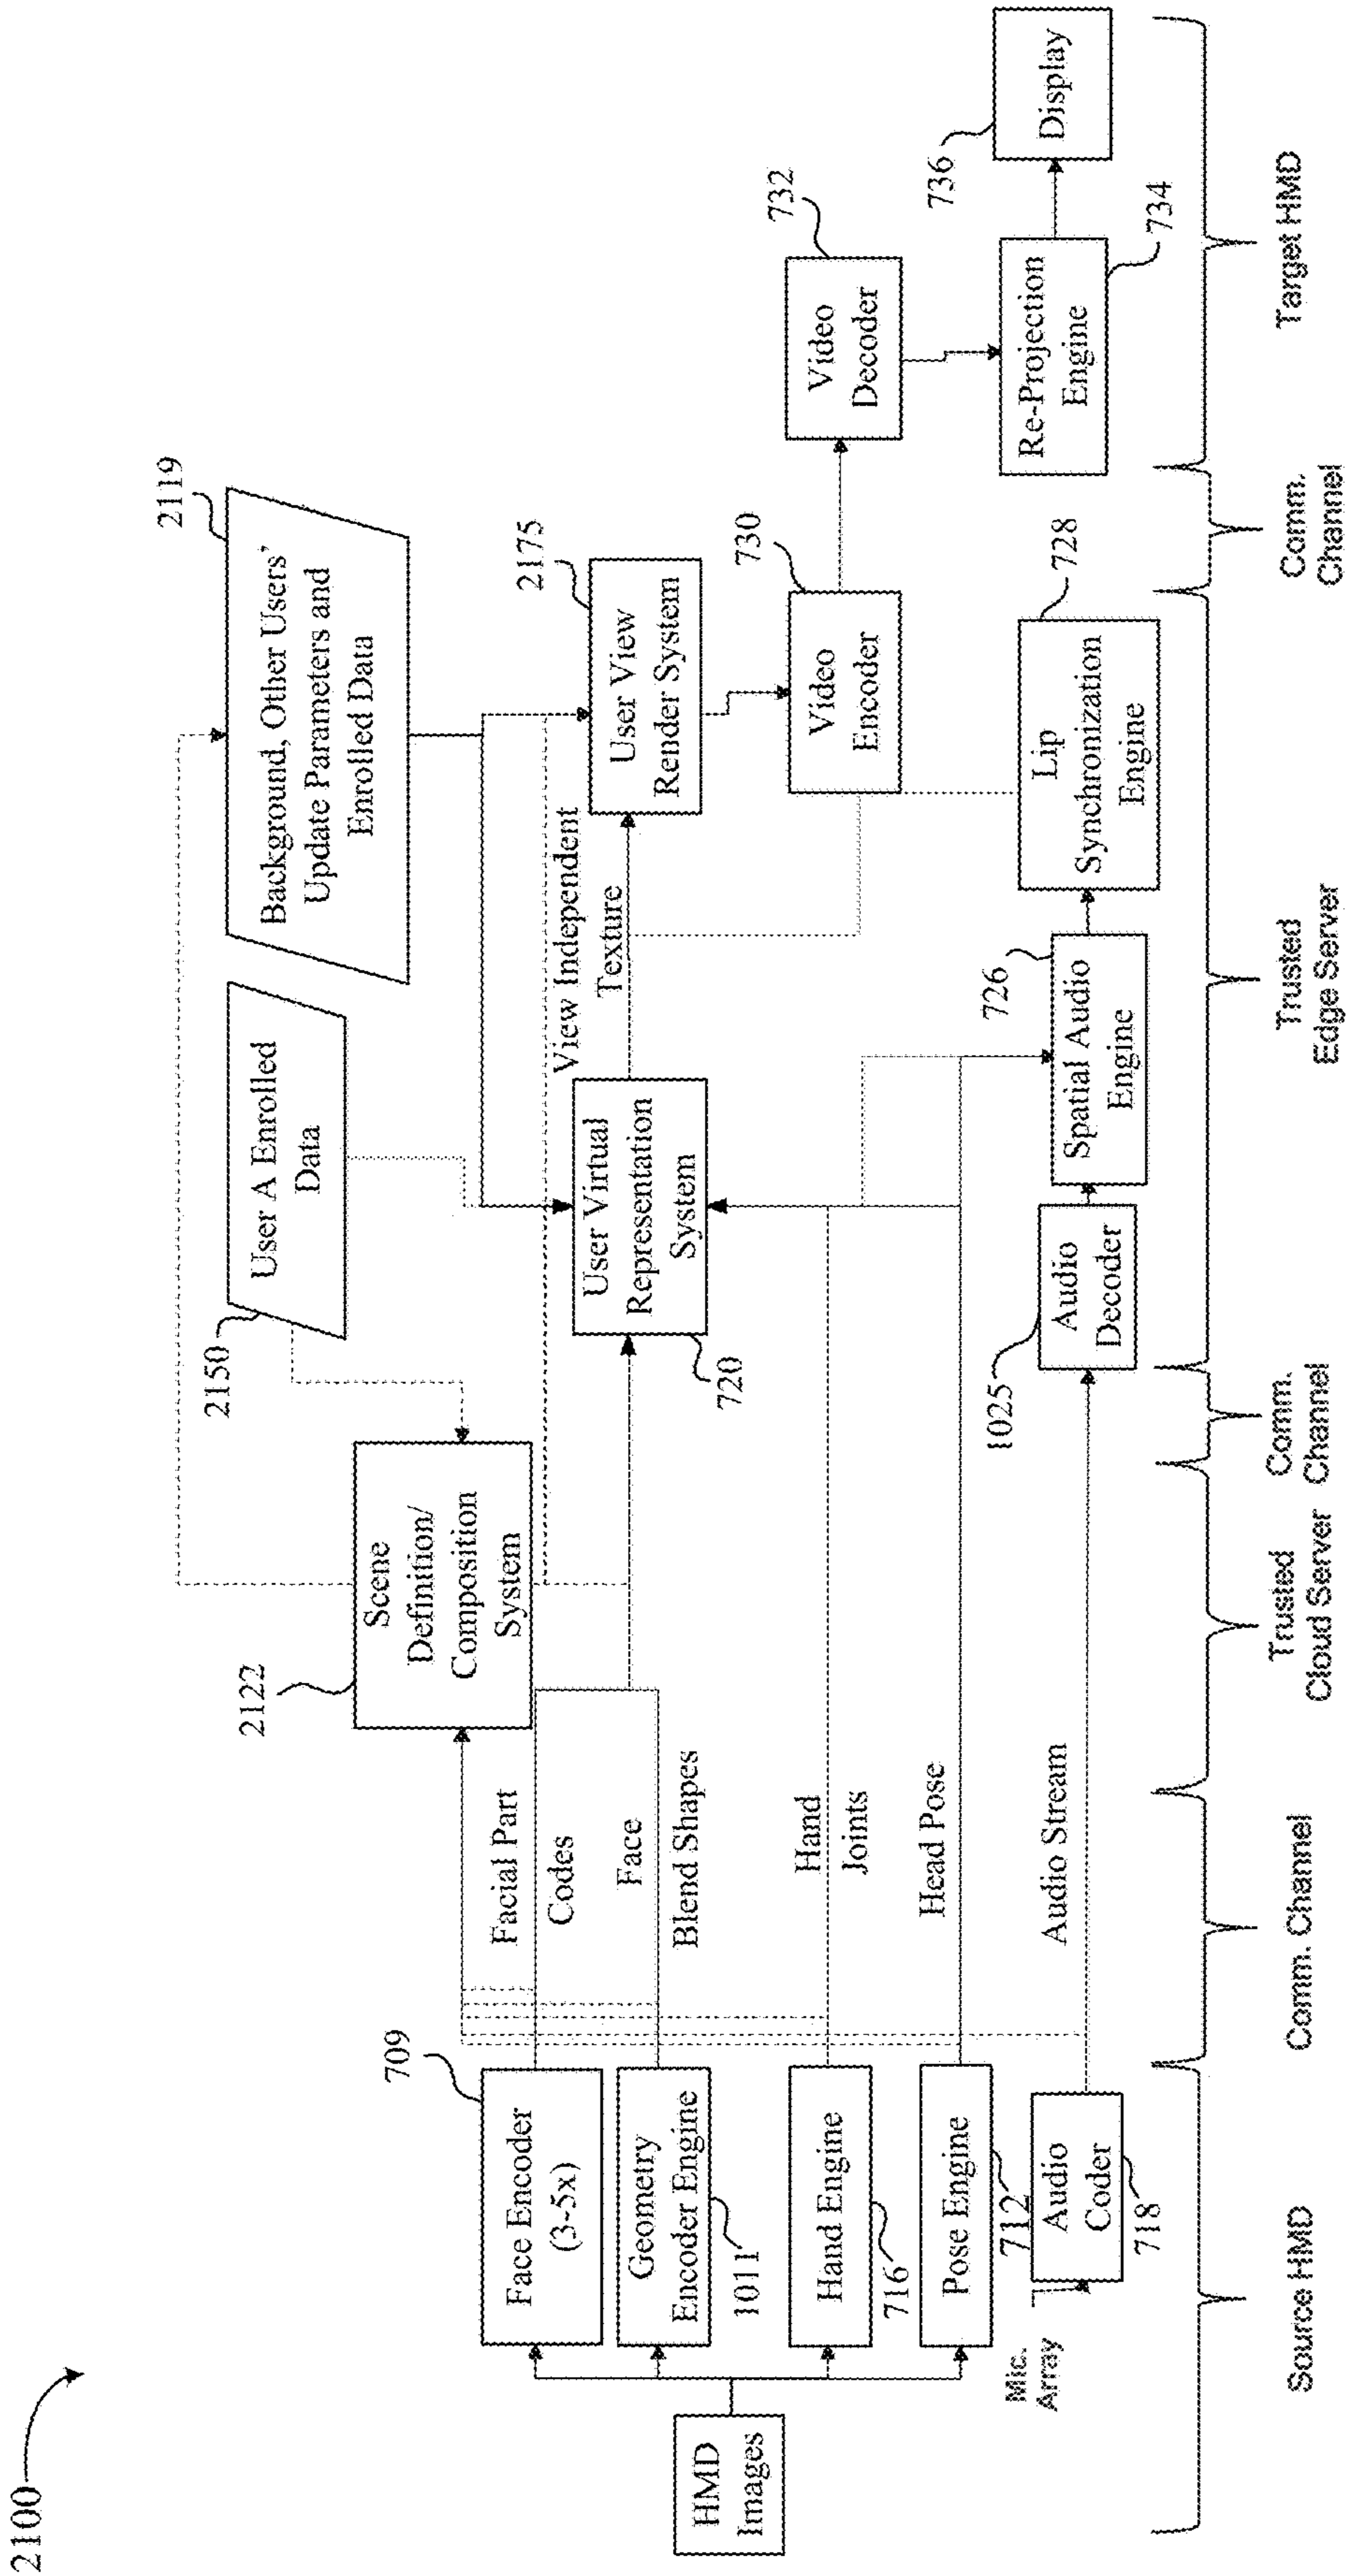 2100
HMD
Images
Face Encoder
(3-5x)
709
Geometry
Encoder Engine
1011
Hand Engine
716
Pose Engine
712
Mic.
Array
Audio
Coder
718
Facial Part
Codes
Face
Blend Shapes
Hand
Joints
Head Pose
Audio Stream
2122
Scene
Definition/
Composition
System
2150
User A Enrolled
Data
2119
Background, Other Users'
Update Parameters and
Enrolled Data
User Virtual
Representation
System
720
View Independent
Texture
2175
User View
Render System
1025
Audio
Decoder
726
Spatial Audio
Engine
728
Lip
Synchronization
Engine
730
Video
Encoder
732
Video
Decoder
Re-Projection
Engine
734
736
Display
Source HMD
Comm. Channel
Trusted
Cloud Server
Comm.
Channel
Trusted
Edge Server
Comm.
Channel
Target HMD